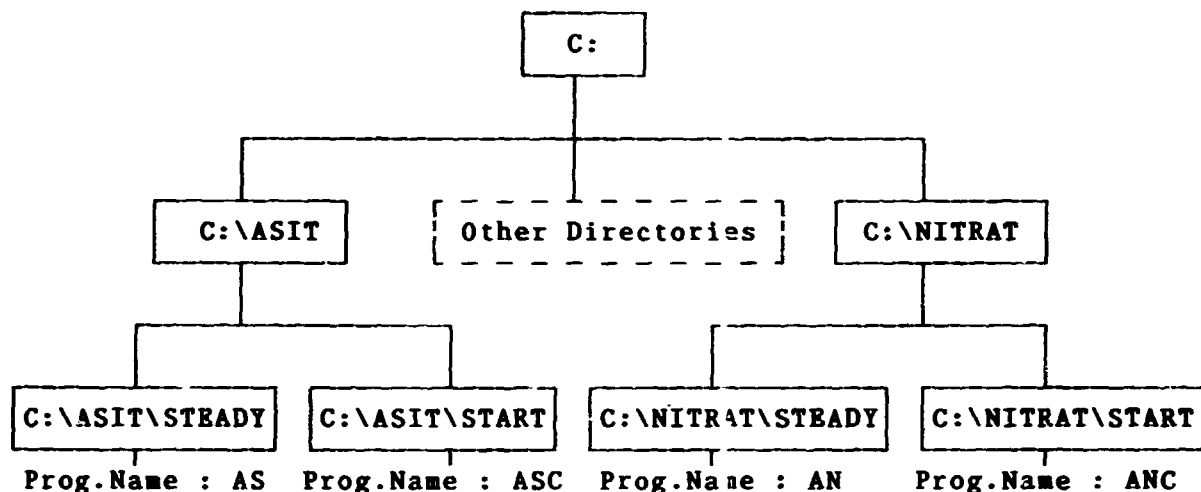 C:
C:\ASIT
Other Directories
C:\NITRAT
C:\ASIT\STEADY
C:\ASIT\START
C:\NITRAT\STEADY
C:\NITRAT\START
Prog.Name : AS
Prog.Name : ASC
Prog.Name : AN
Prog.Name : ANC